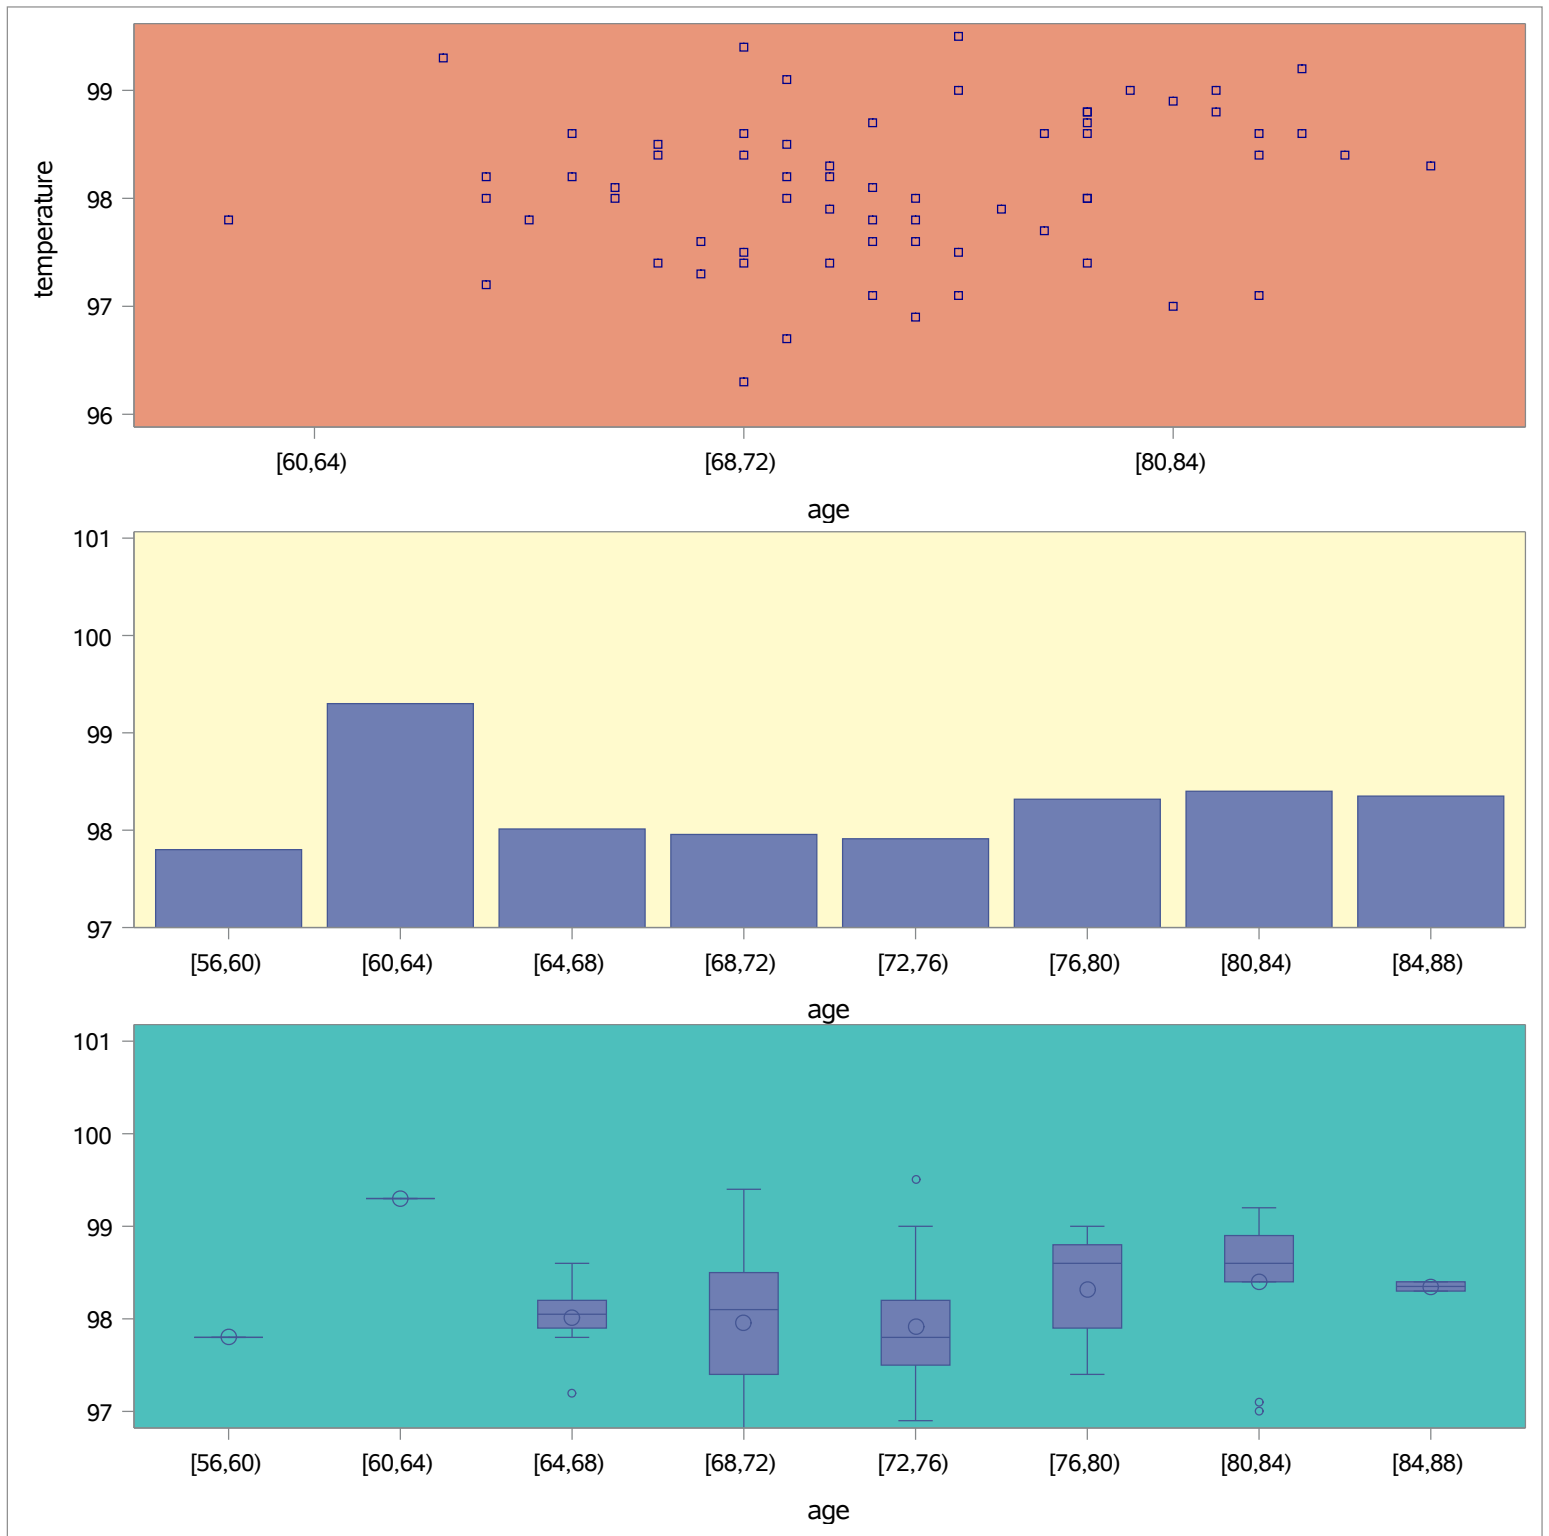 temperature
99
98
97
96
[60,64) [68,72) [80,84)
age
101
100
99
98
97
[56,60) [60,64) [64,68) [68,72) [72,76) [76,80) [80,84) [84,88)
age
101
100
99
98
97
[56,60) [60,64) [64,68) [68,72) [72,76) [76,80) [80,84) [84,88)
age